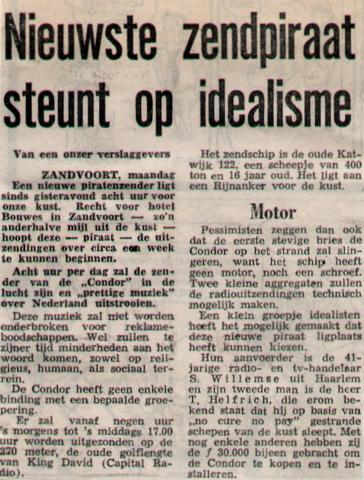 Nieuwste zendpiraat
steunt op idealisme
Van een onzer verslaggevers
ZANDVOORT, maandag
Een nieuwe piratenzender ligt
sinds gisteravond acht uur voor
onze kust. Recht voor hotel
Bouwes in Zandvoort — zo'n
anderhalve mijl uit de kust —
hoopt deze — piraat — de uit-
zendingen over circa een week
te kunnen beginnen.
Acht uur per dag zal de zen-
der van de „Condor” in de
lucht zijn en „prettige muziek”
over Nederland uitstrooien.
Deze muziek zal niet worden
onderbroken voor reklame-
boodschappen. Wel zullen te
zijner tijd minderheden aan het
woord komen, zowel op reli-
gieus, humaan, als sociaal ter-
rein.
De Condor heeft geen enkele
binding met een bepaalde groe-
pering.
Er zal vanaf negen uur
's morgens tot 's middags 17.00
uur worden uitgezonden op de
270 meter, de oude golflengte
van King David (Capital Ra-
dio).
Het zendschip is de oude Kat-
wijk 122, een scheepje van 400
ton en 16 jaar oud. Het ligt aan
een Rijnanker voor de kust.
Motor
Pessimisten zeggen dan ook
dat de eerste stevige bries de
Condor op het strand zal slin-
geren, want het schip heeft
geen motor, noch een schroef.
Twee kleine aggregaten zullen
de radiouitzendingen technisch
mogelijk maken.
Een klein groepje idealisten
heeft het mogelijk gemaakt dat
deze nieuwe piraat ligplaats
heeft kunnen kiezen.
Hun aanvoerder is de 41-
jarige radio- en tv-handelaar
S. Willemse uit Haarlem
en zijn tweede man is de heer
T. Helfrich, die erom be-
kend staat dat hij op basis van
„no cure no pay” gestrande
schepen van de kust sleept. Met
nog enkele anderen hebben zij
de ƒ 30.000 bijeen gebracht om
de Condor te kopen en te in-
stalleren.